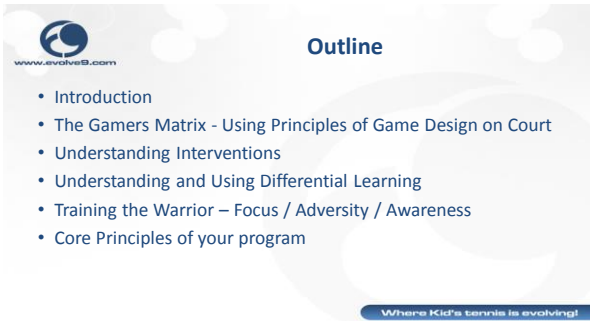 www.evolve9.com
Outline
• Introduction
• The Gamers Matrix - Using Principles of Game Design on Court
• Understanding Interventions
• Understanding and Using Differential Learning
• Training the Warrior – Focus / Adversity / Awareness
• Core Principles of your program
Where Kid's tennis is evolving!